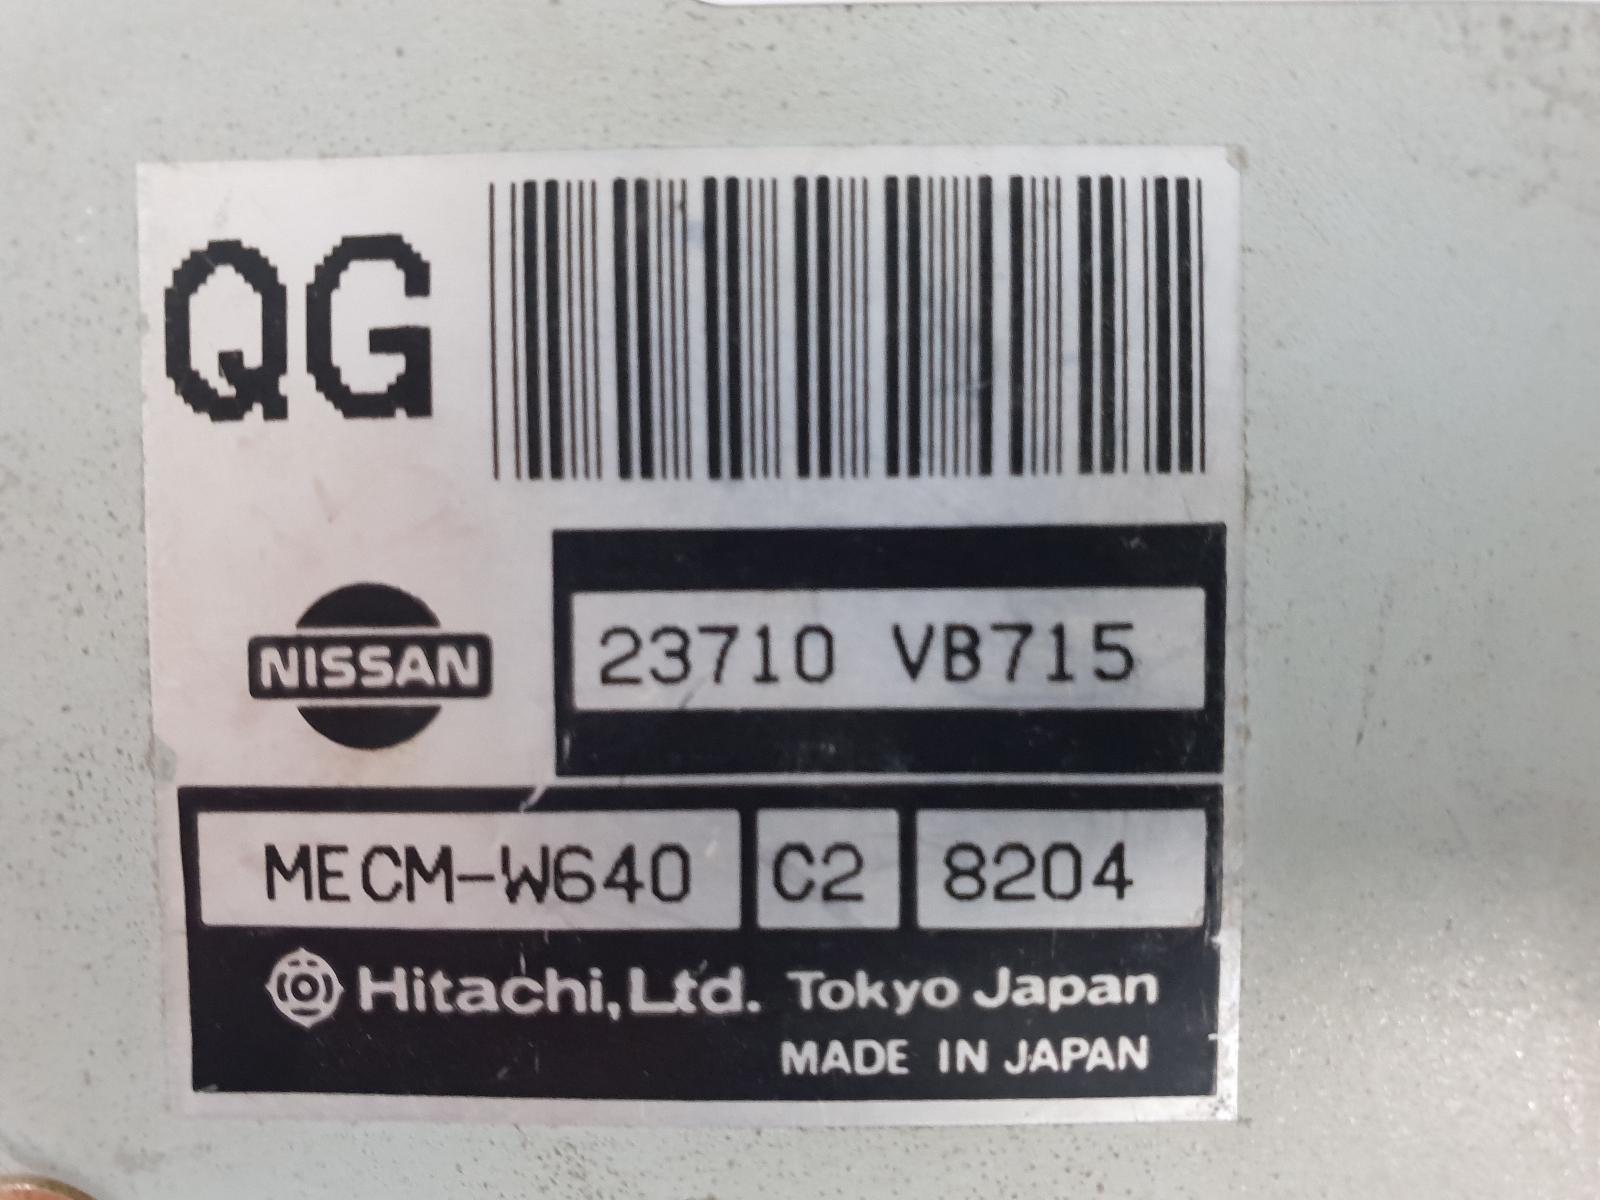 QG
NISSAN
23710 VB715
MECM-W640 C2 8204
Hitachi, Ltd. Tokyo Japan
MADE IN JAPAN